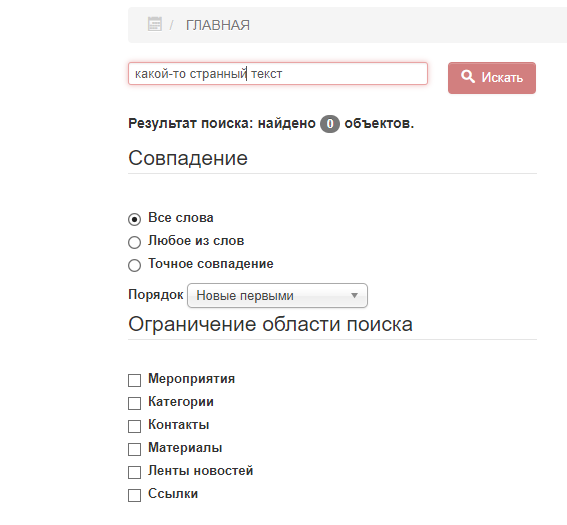 / ГЛАВНАЯ
какой-то странный текст
Искать
Результат поиска: найдено 0 объектов.
Совпадение
Все слова
Любое из слов
Точное совпадение
Порядок Новые первыми
Ограничение области поиска
Мероприятия
Категории
Контакты
Материалы
Ленты новостей
Ссылки